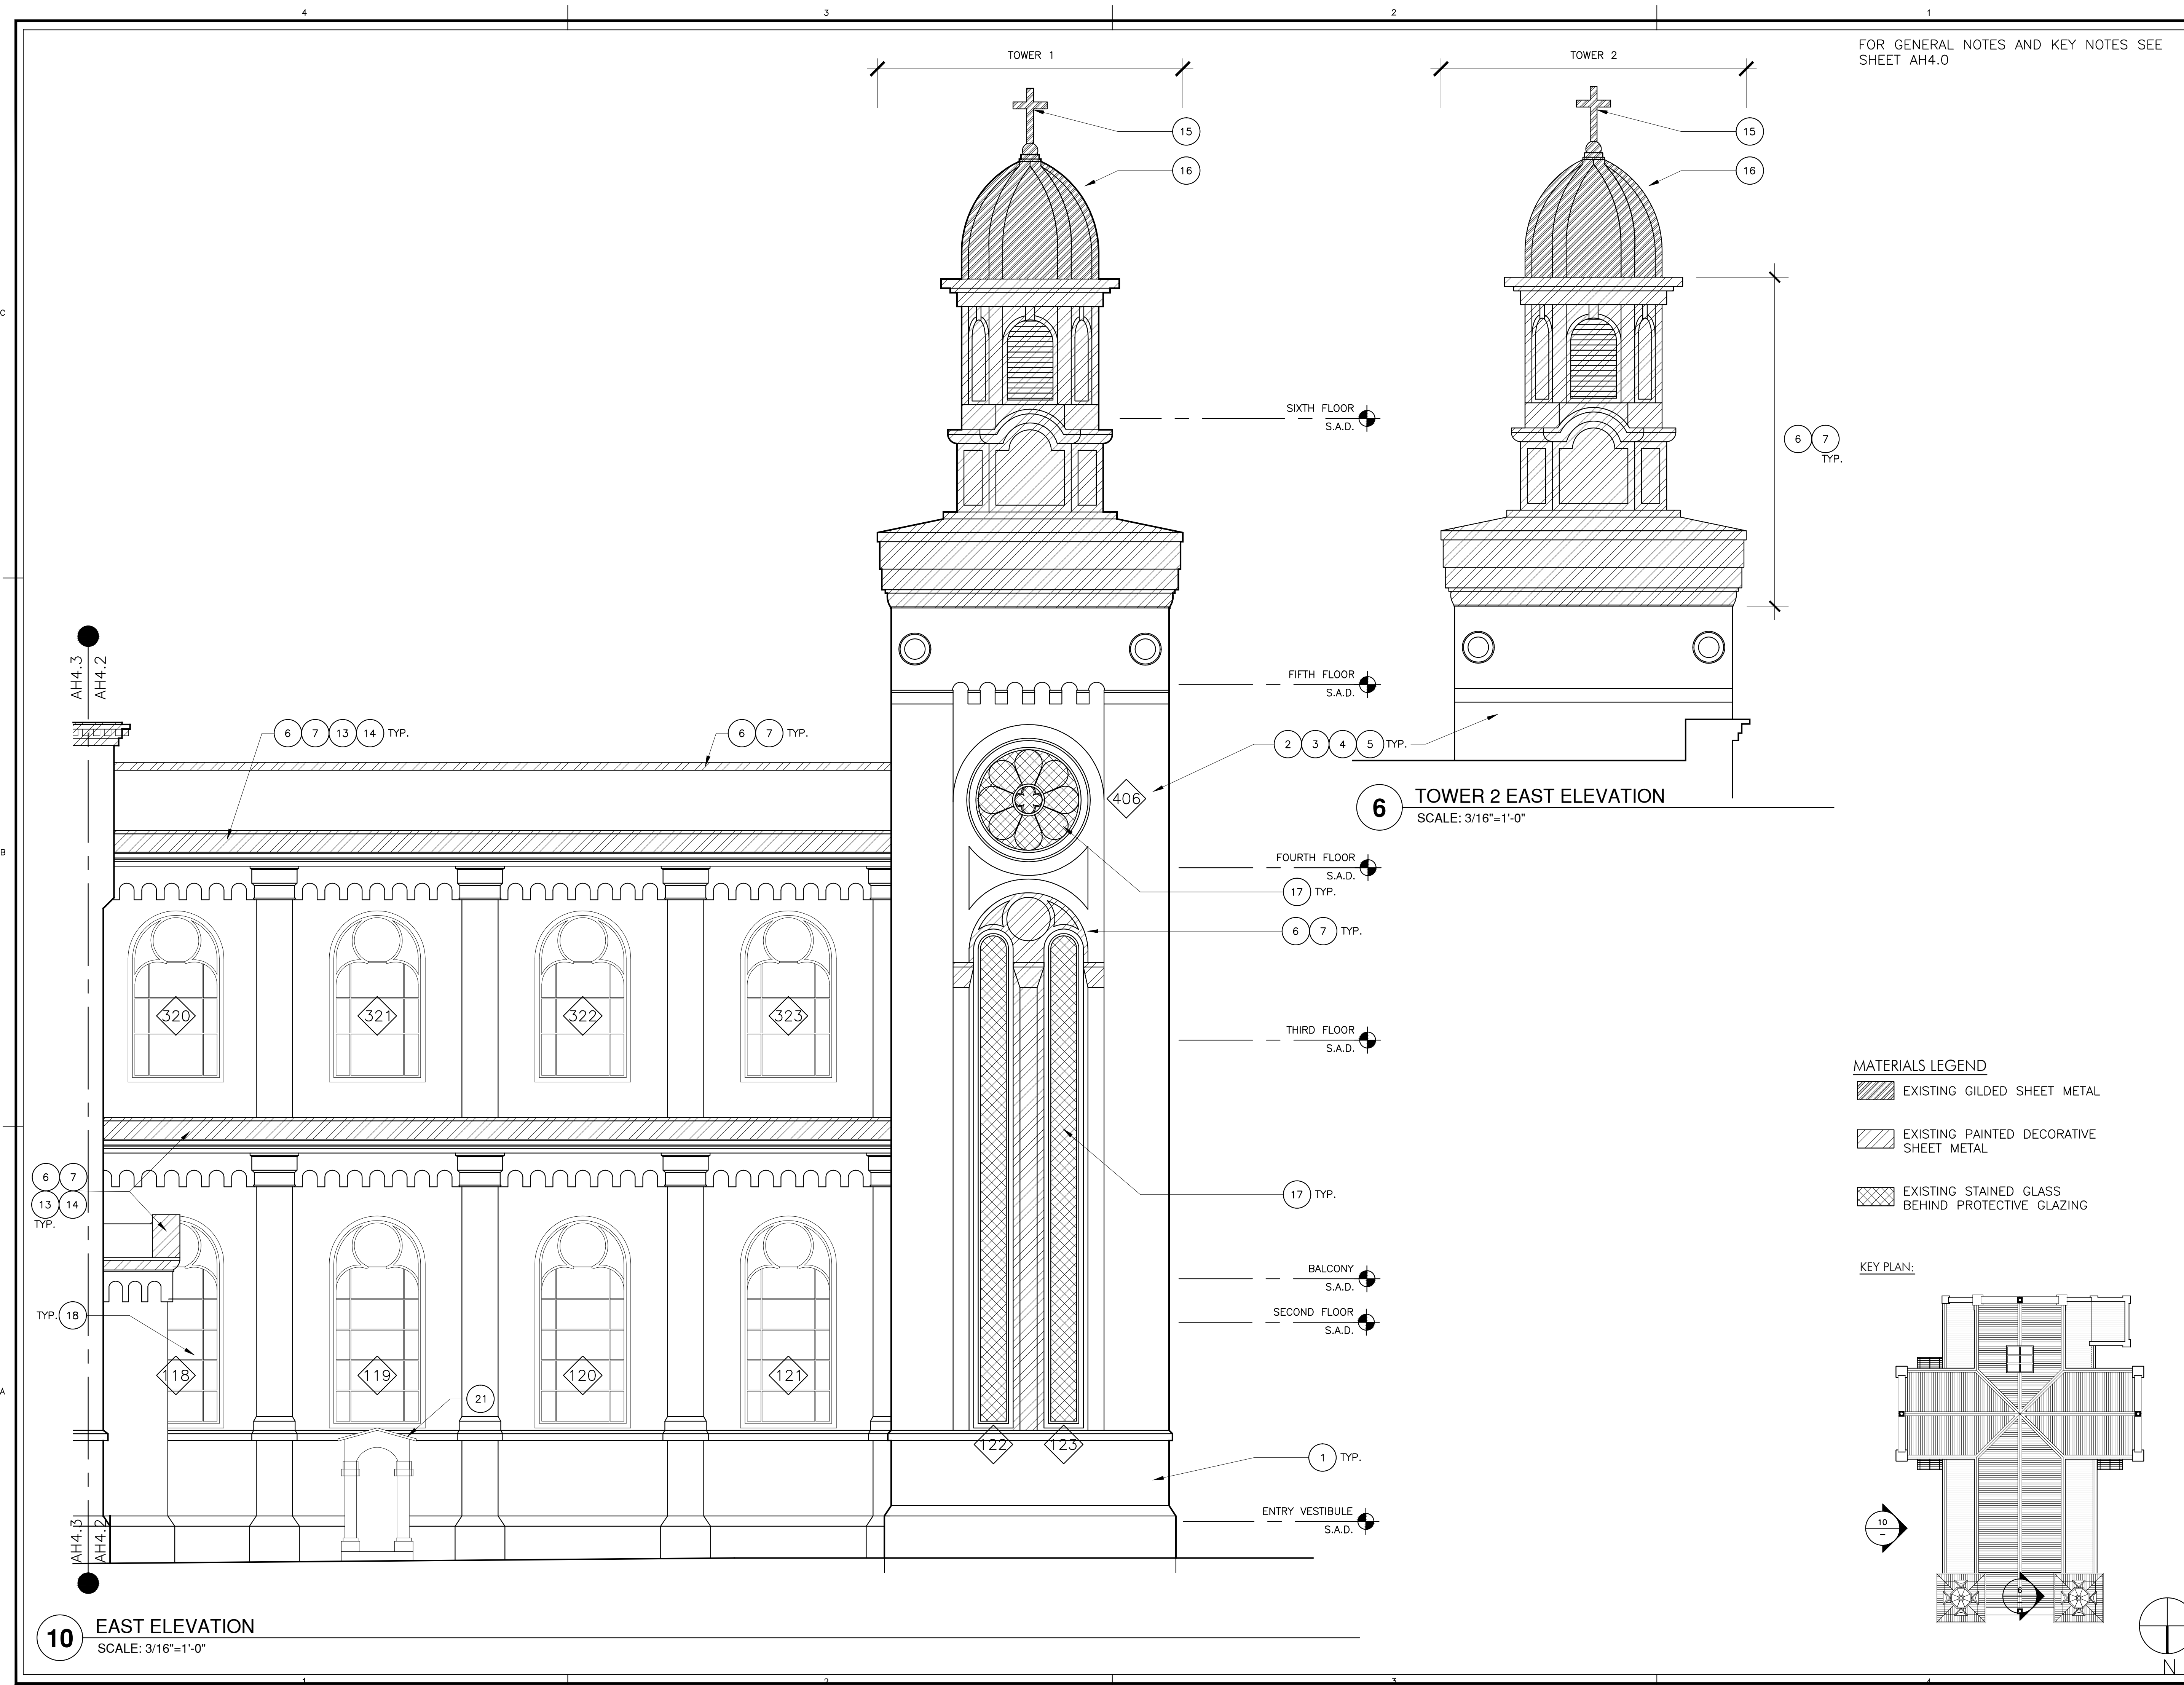 4
3
2
1
FOR GENERAL NOTES AND KEY NOTES SEE
SHEET AH4.0
TOWER 1
TOWER 2
15
16
15
16
C
SIXTH FLOOR
S.A.D.
6 7
TYP.
AH4.3
AH4.2
FIFTH FLOOR
S.A.D.
6 7 13 14 TYP.
6 7 TYP.
2 3 4 5 TYP.
406
6 TOWER 2 EAST ELEVATION
SCALE: 3/16"=1'-0"
B
FOURTH FLOOR
S.A.D.
17 TYP.
6 7 TYP.
320
321
322
323
THIRD FLOOR
S.A.D.
MATERIALS LEGEND
EXISTING GILDED SHEET METAL
EXISTING PAINTED DECORATIVE
SHEET METAL
EXISTING STAINED GLASS
BEHIND PROTECTIVE GLAZING
6 7
13 14
TYP.
17 TYP.
BALCONY
S.A.D.
SECOND FLOOR
S.A.D.
KEY PLAN:
TYP. 18
118
119
120
121
A
21
122
123
1 TYP.
ENTRY VESTIBULE
S.A.D.
AH4.3
AH4.2
10
–
6
–
N
10 EAST ELEVATION
SCALE: 3/16"=1'-0"
1
2
3
4